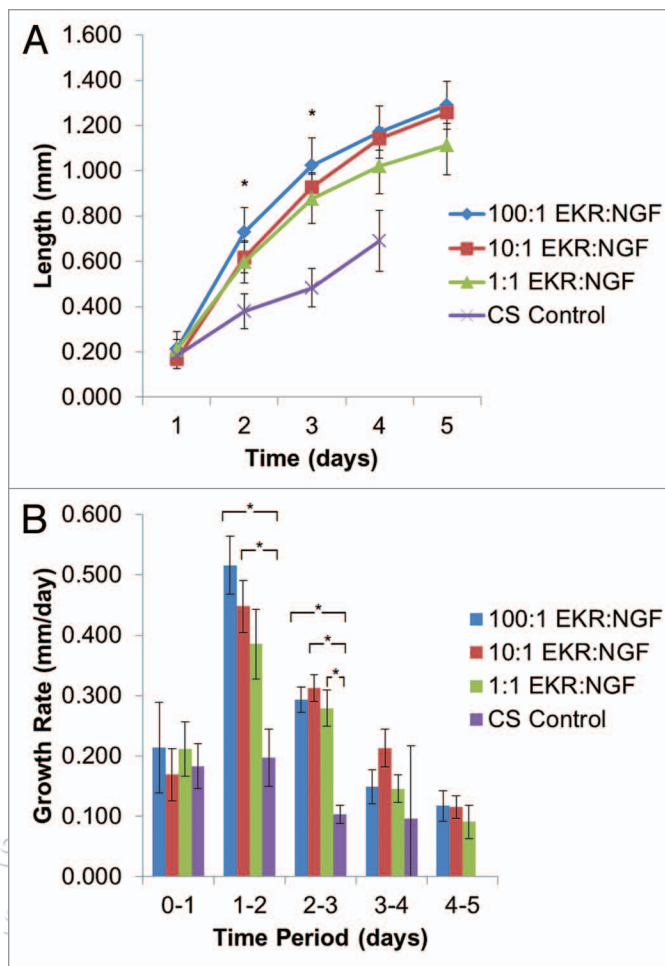 A
1.600
1.400
1.200
1.000
0.800
0.600
0.400
0.200
0.000
Length (mm)
*
*
1 2 3 4 5
Time (days)
100:1 EKR:NGF
10:1 EKR:NGF
1:1 EKR:NGF
CS Control
B
0.600
0.500
0.400
0.300
0.200
0.100
0.000
Growth Rate (mm/day)
*
*
*
*
*
0-1 1-2 2-3 3-4 4-5
Time Period (days)
100:1 EKR:NGF
10:1 EKR:NGF
1:1 EKR:NGF
CS Control